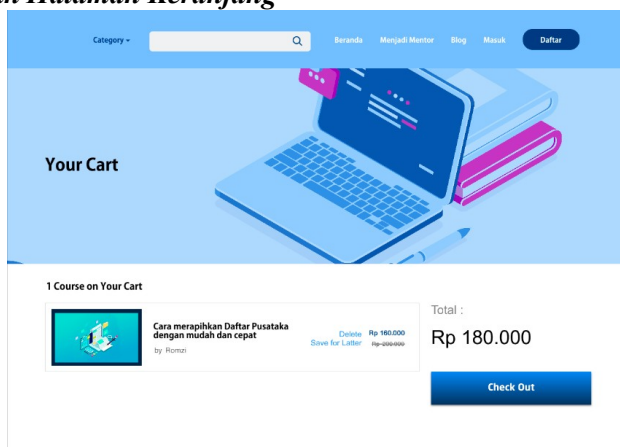 Halaman Keranjang
Category
Beranda Menjadi Mentor Blog Masuk Daftar
Your Cart
1 Course on Your Cart
Cara merapihkan Daftar Pusataka
dengan mudah dan cepat
by Romzi
Delete Rp 160.000
Save for Latter Rp 200.000
Total :
Rp 180.000
Check Out